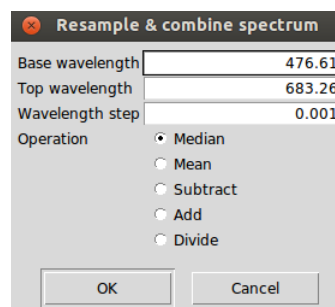 Resample & combine spectrum
Base wavelength 476.61
Top wavelength 683.26
Wavelength step 0.001
Operation Median
Mean
Subtract
Add
Divide
OK Cancel